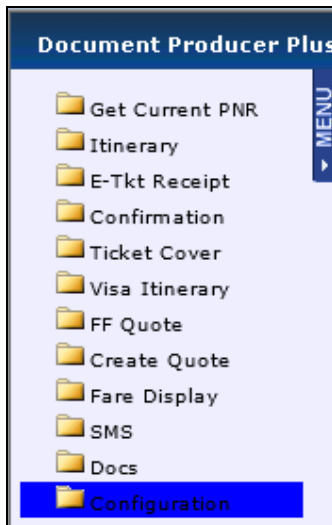 Document Producer Plus
MENU
Get Current PNR
Itinerary
E-Tkt Receipt
Confirmation
Ticket Cover
Visa Itinerary
FF Quote
Create Quote
Fare Display
SMS
Docs
Configuration